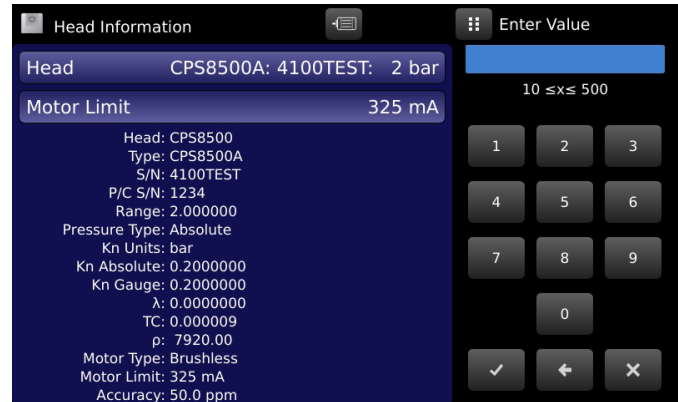 Head Information
Enter Value
Head CPS8500A: 4100TEST: 2 bar
Motor Limit 325 mA
Head: CPS8500
Type: CPS8500A
S/N: 4100TEST
P/C S/N: 1234
Range: 2.000000
Pressure Type: Absolute
Kn Units: bar
Kn Absolute: 0.2000000
Kn Gauge: 0.2000000
λ: 0.0000000
TC: 0.000009
ρ: 7920.00
Motor Type: Brushless
Motor Limit: 325 mA
Accuracy: 50.0 ppm
10 ≤x≤ 500
1 2 3
4 5 6
7 8 9
0